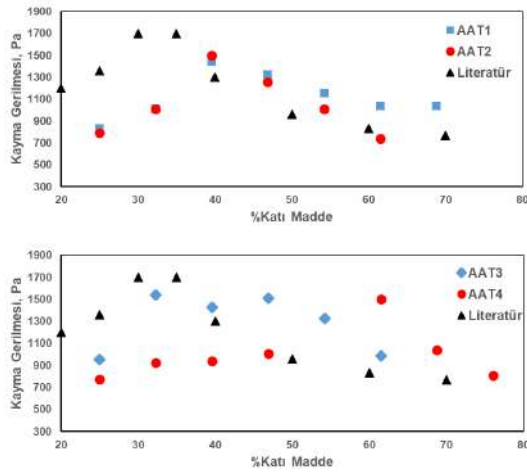 1900
1700
1500
1300
1100
900
700
500
300
Kayma Gerilmesi, Pa
AAT1
AAT2
Literatür
20 30 40 50 60 70 80
%Katı Madde
1900
1700
1500
1300
1100
900
700
500
300
Kayma Gerilmesi, Pa
AAT3
AAT4
Literatür
20 30 40 50 60 70 80
%Katı Madde